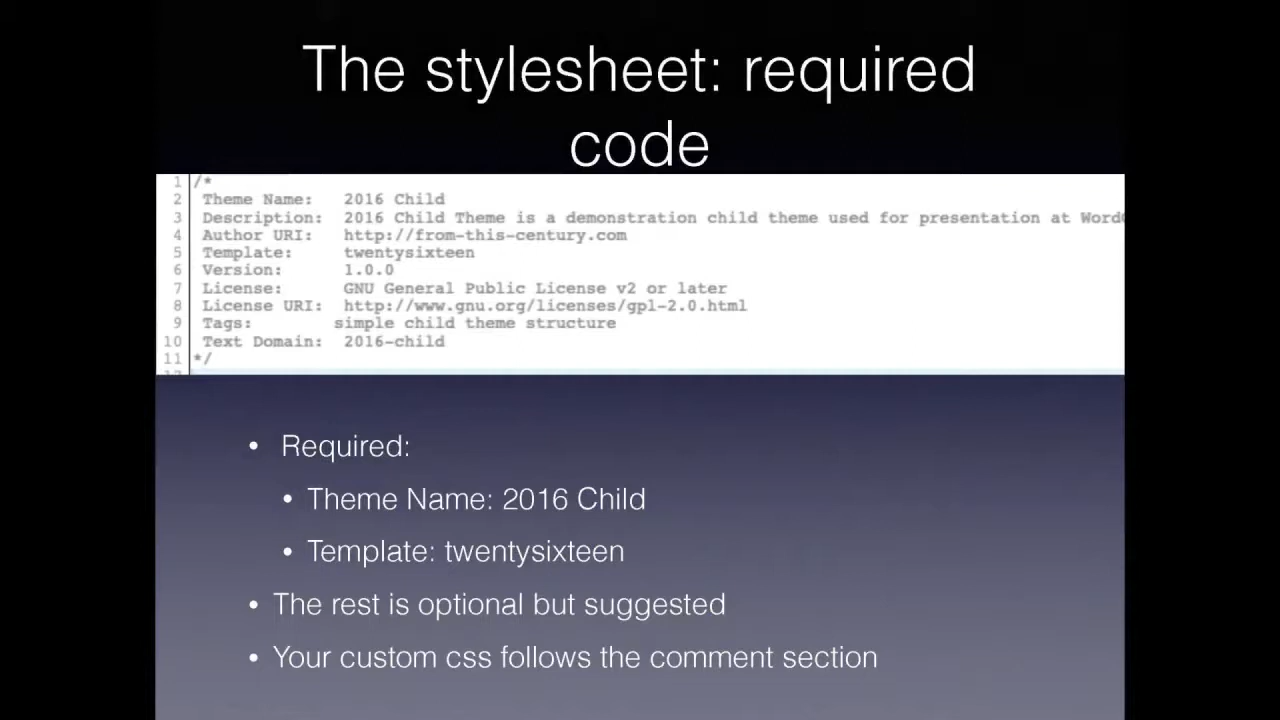 The stylesheet: required
code
1 /*
2 Theme Name: 2016 Child
3 Description: 2016 Child Theme is a demonstration child theme used for presentation at Word
4 Author URI: http://from-this-century.com
5 Template: twentysixteen
6 Version: 1.0.0
7 License: GNU General Public License v2 or later
8 License URI: http://www.gnu.org/licenses/gpl-2.0.html
9 Tags: simple child theme structure
10 Text Domain: 2016-child
11 */
• Required:
• Theme Name: 2016 Child
• Template: twentysixteen
• The rest is optional but suggested
• Your custom css follows the comment section